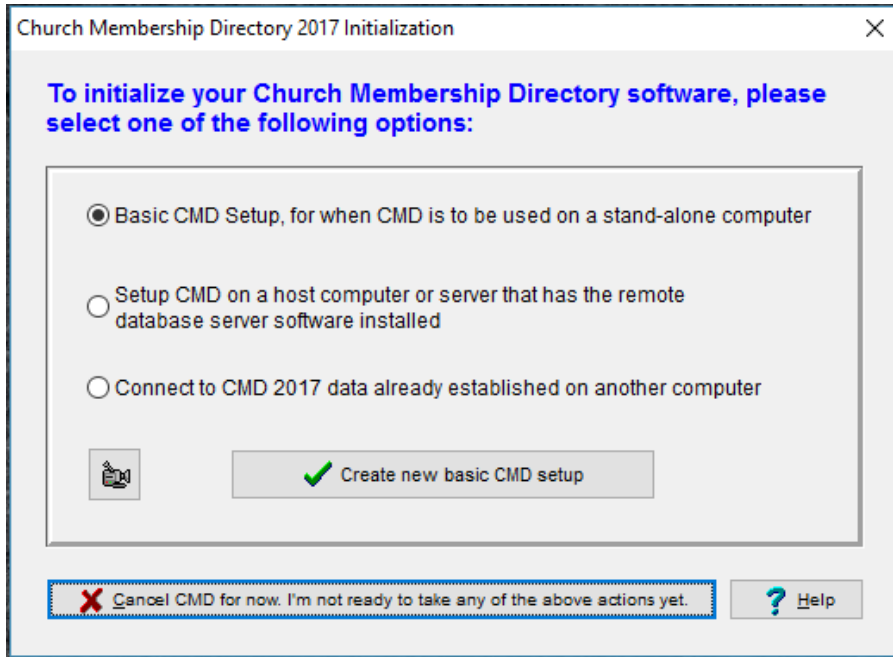 Church Membership Directory 2017 Initialization
To initialize your Church Membership Directory software, please
select one of the following options:
Basic CMD Setup, for when CMD is to be used on a stand-alone computer
Setup CMD on a host computer or server that has the remote
database server software installed
Connect to CMD 2017 data already established on another computer
Create new basic CMD setup
Cancel CMD for now. I'm not ready to take any of the above actions yet.
Help